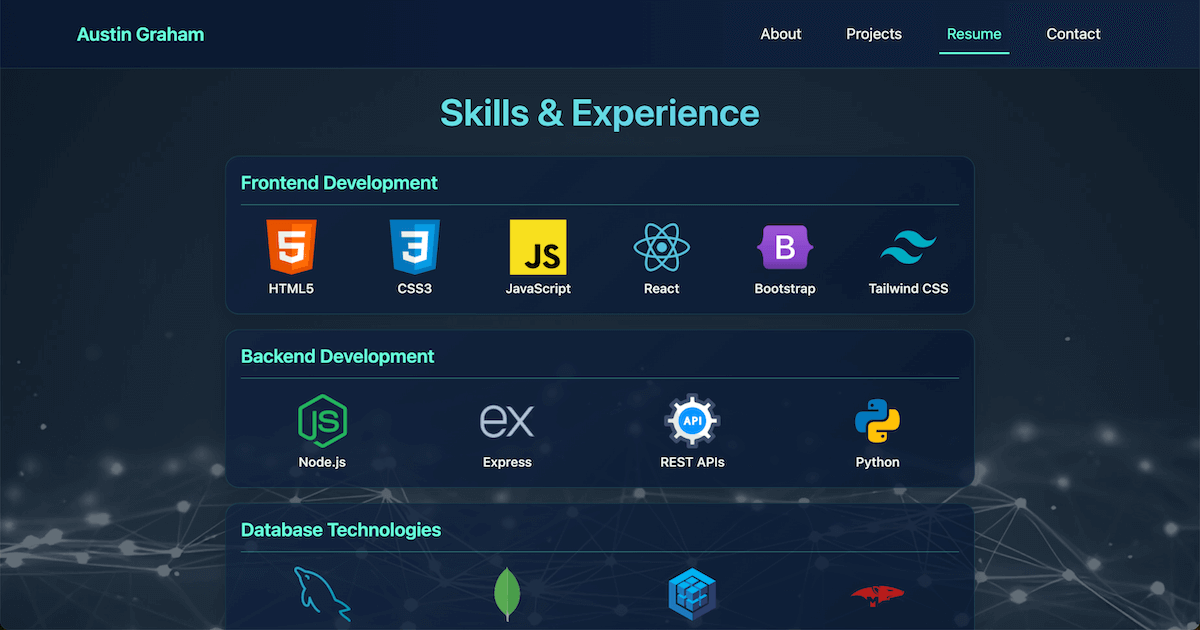 Austin Graham
About Projects Resume Contact
Skills & Experience
Frontend Development
5 3 JS B
HTML5 CSS3 JavaScript React Bootstrap Tailwind CSS
Backend Development
JS ex API
Node.js Express REST APIs Python
Database Technologies
M